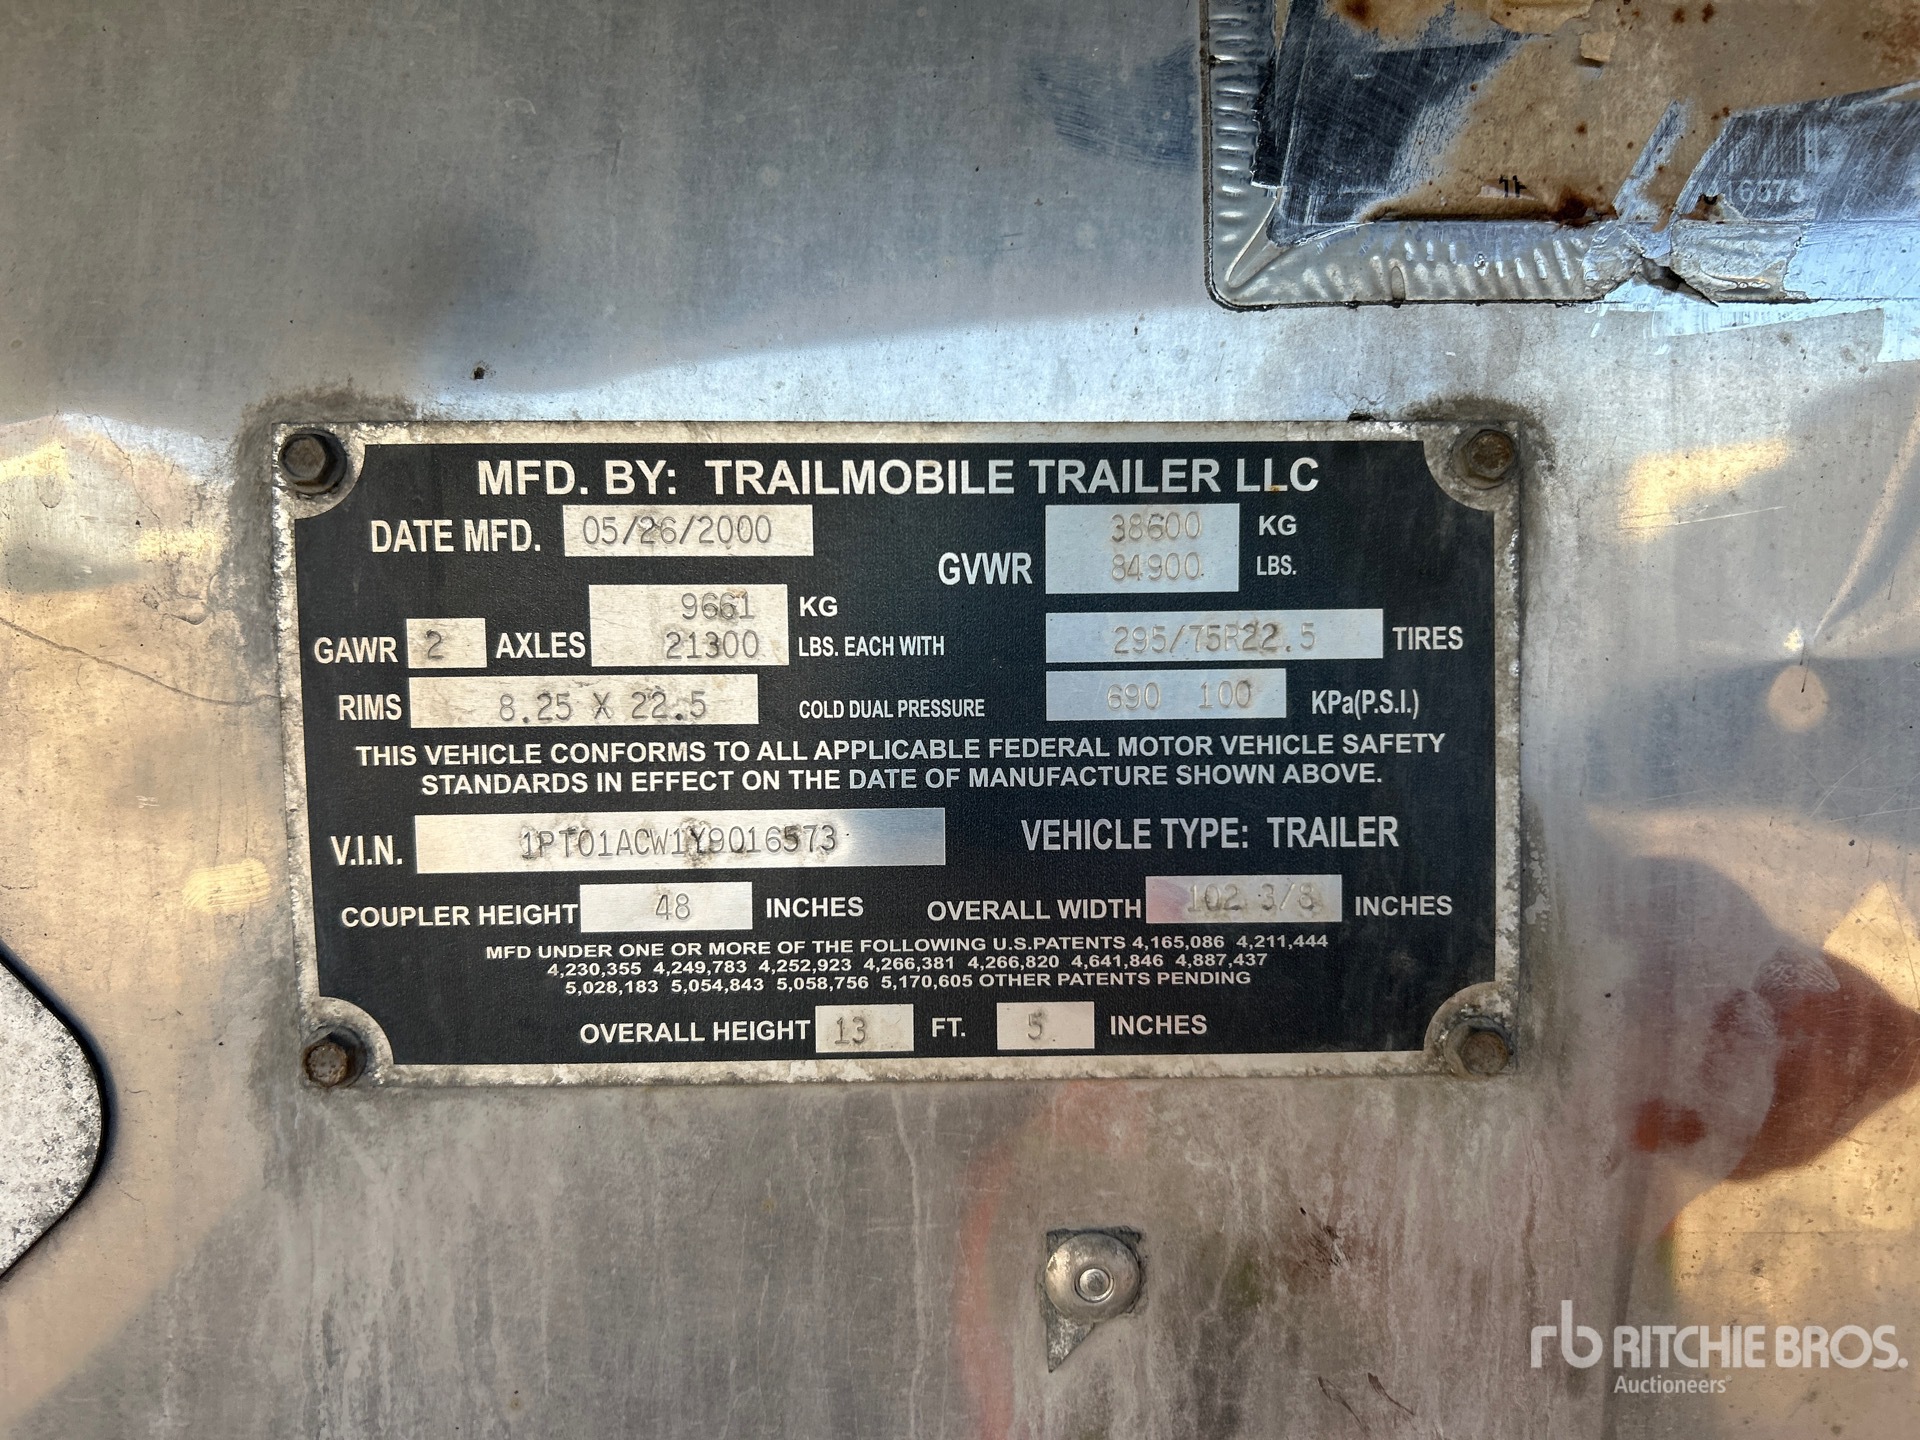 16573
MFD. BY: TRAILMOBILE TRAILER LLC
DATE MFD. 05/26/2000
GVWR 38600 KG
84900 LBS.
GAWR 2 AXLES 9661 KG
21300 LBS. EACH WITH 295/75R22.5 TIRES
RIMS 8.25 X 22.5 COLD DUAL PRESSURE 690 100 KPa(P.S.I.)
THIS VEHICLE CONFORMS TO ALL APPLICABLE FEDERAL MOTOR VEHICLE SAFETY
STANDARDS IN EFFECT ON THE DATE OF MANUFACTURE SHOWN ABOVE.
V.I.N. 1PT01ACW1Y9016573 VEHICLE TYPE: TRAILER
COUPLER HEIGHT 48 INCHES OVERALL WIDTH 102 3/8 INCHES
MFD UNDER ONE OR MORE OF THE FOLLOWING U.S.PATENTS 4,165,086 4,211,444
4,230,355 4,249,783 4,252,923 4,266,381 4,266,820 4,641,846 4,887,437
5,028,183 5,054,843 5,058,756 5,170,605 OTHER PATENTS PENDING
OVERALL HEIGHT 13 FT. 5 INCHES
rb RITCHIE BROS.
Auctioneers